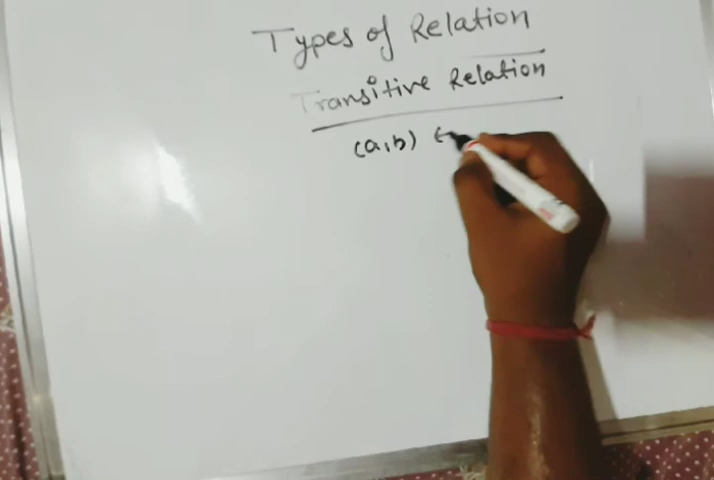 Types of Relation
Transitive Relation
(a,b) ∈